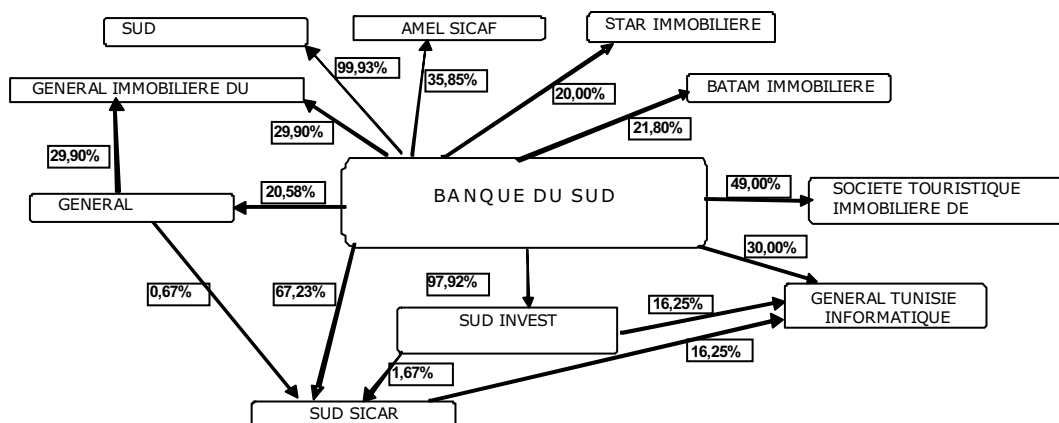 SUD
AMEL SICAF
STAR IMMOBILIERE
99,93%
35,85%
GENERAL IMMOBILIERE DU
20,00%
BATAM IMMOBILIERE
29,90%
21,80%
29,90%
GENERAL
20,58%
BANQUE DU SUD
49,00%
SOCIETE TOURISTIQUE
IMMOBILIERE DE
30,00%
0,67%
67,23%
97,92%
SUD INVEST
16,25%
GENERAL TUNISIE
INFORMATIQUE
16,25%
1,67%
SUD SICAR